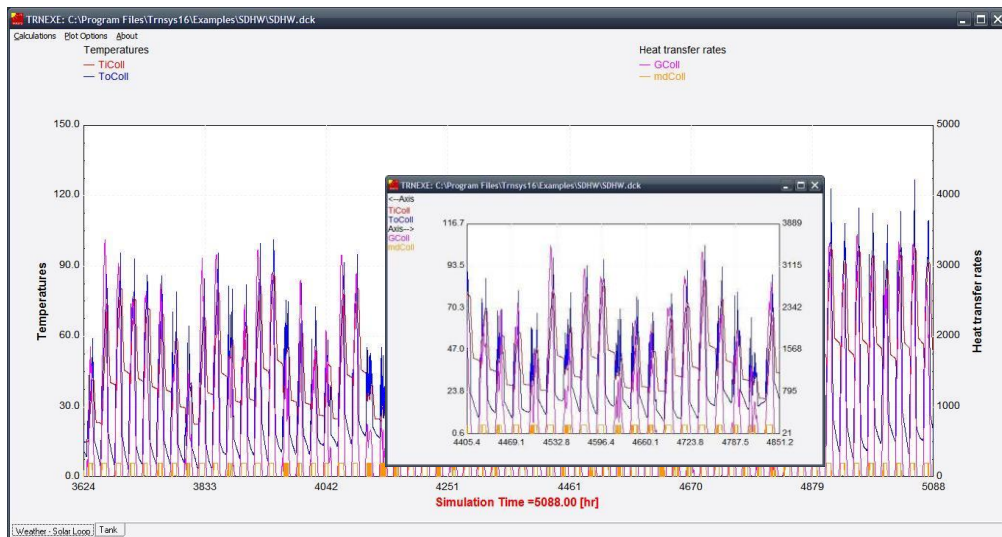 TRNEXE: C:\Program Files\Trnsys16\Examples\SDHW\SDHW.dck
Calculations Plot Options About
Temperatures
TiColl
ToColl
Heat transfer rates
GColl
mdColl
150.0
120.0
90.0
60.0
30.0
0.0
Temperatures
5000
4000
3000
2000
1000
0
Heat transfer rates
3624 3833 4042 4251 4461 4670 4879 5088
Simulation Time =5088.00 [hr]
TRNEXE: C:\Program Files\Trnsys16\Examples\SDHW\SDHW.dck
<--Axis
TiColl
ToColl
Axis-->
GColl
mdColl
116.7
93.5
70.3
47.0
23.8
0.6
3889
3115
2342
1568
795
21
4405.4 4469.1 4532.8 4596.4 4660.1 4723.8 4787.5 4851.2
Weather - Solar Loop Tank